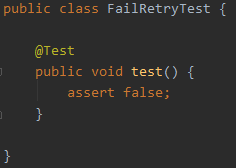 public class FailRetryTest {
@Test
public void test() {
assert false;
}
}